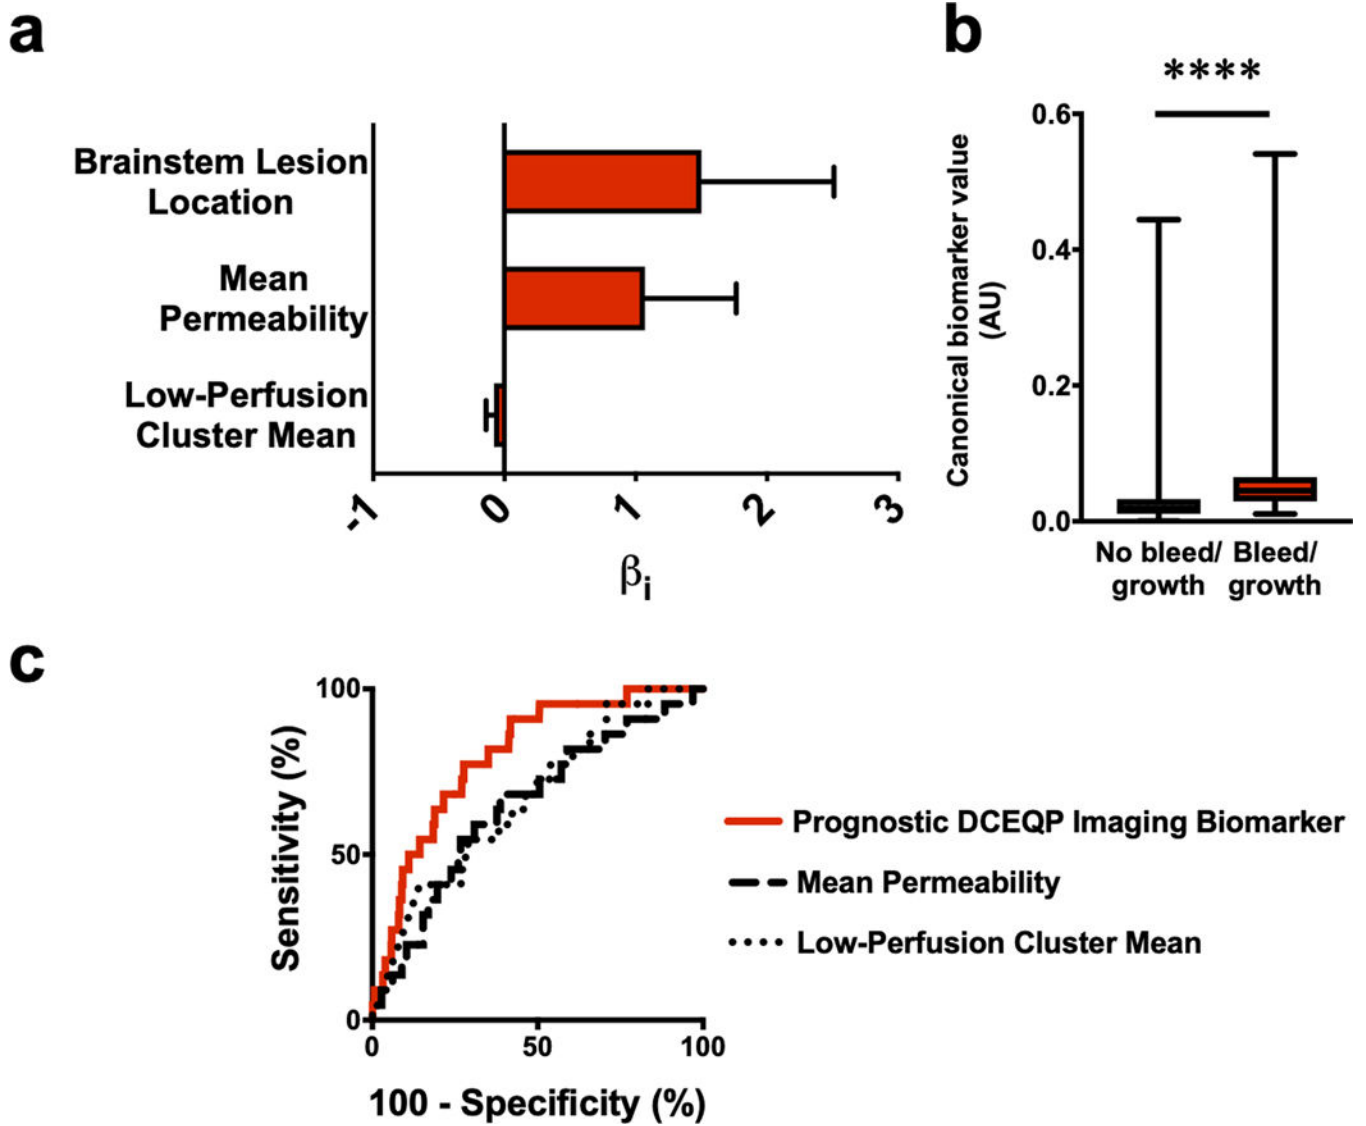 a
Brainstem Lesion
Location
Mean
Permeability
Low-Perfusion
Cluster Mean
-1
0
1
2
3
βi
b
****
Canonical biomarker value
(AU)
0.6
0.4
0.2
0.0
No bleed/
growth
Bleed/
growth
c
Sensitivity (%)
100
50
0
0
50
100
100 - Specificity (%)
Prognostic DCEQP Imaging Biomarker
Mean Permeability
Low-Perfusion Cluster Mean